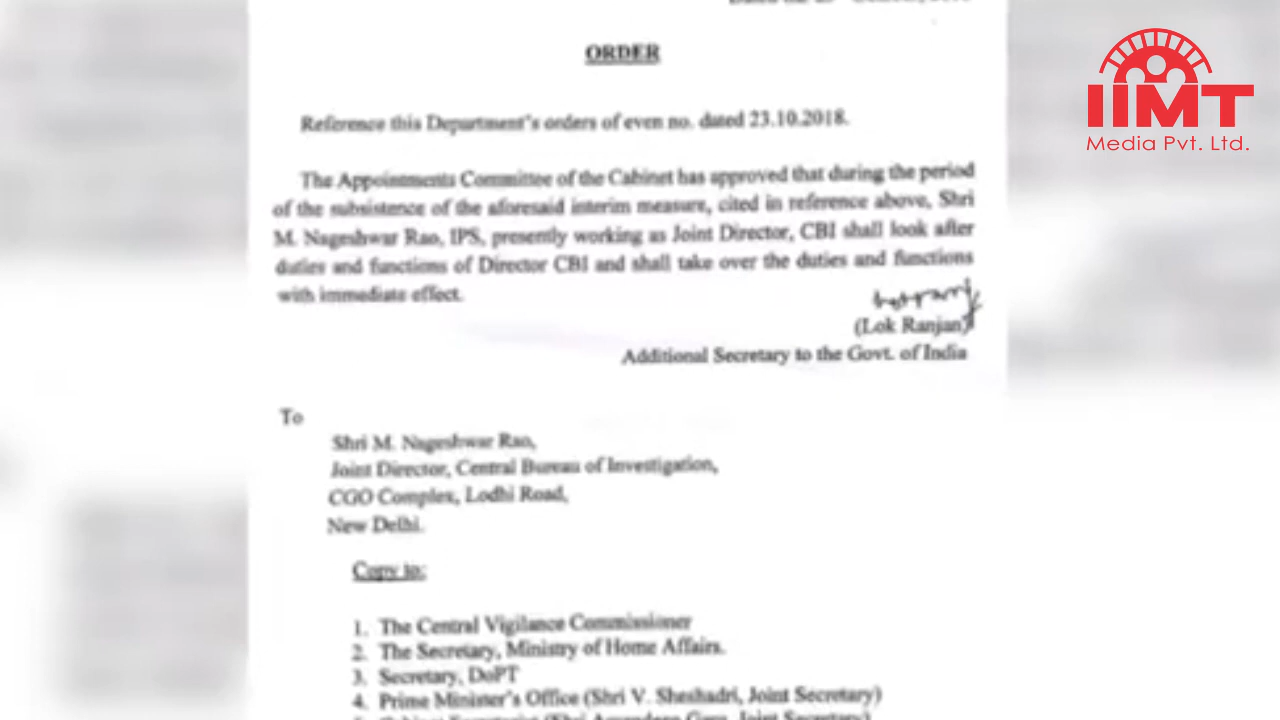 ORDER
IIMT
Media Pvt. Ltd.
Reference this Department's orders of even no. dated 23.10.2018.
The Appointments Committee of the Cabinet has approved that during the period
of the subsistence of the aforesaid interim measure, cited in reference above, Shri
M. Nageshwar Rao, IPS, presently working as Joint Director, CBI shall look after
duties and functions of Director CBI and shall take over the duties and functions
with immediate effect.
(Lok Ranjan)
Additional Secretary to the Govt. of India
To
Shri M. Nageshwar Rao,
Joint Director, Central Bureau of Investigation,
CGO Complex, Lodhi Road,
New Delhi.
Copy to:
1. The Central Vigilance Commissioner
2. The Secretary, Ministry of Home Affairs.
3. Secretary, DoPT
4. Prime Minister's Office (Shri V. Sheshadri, Joint Secretary)